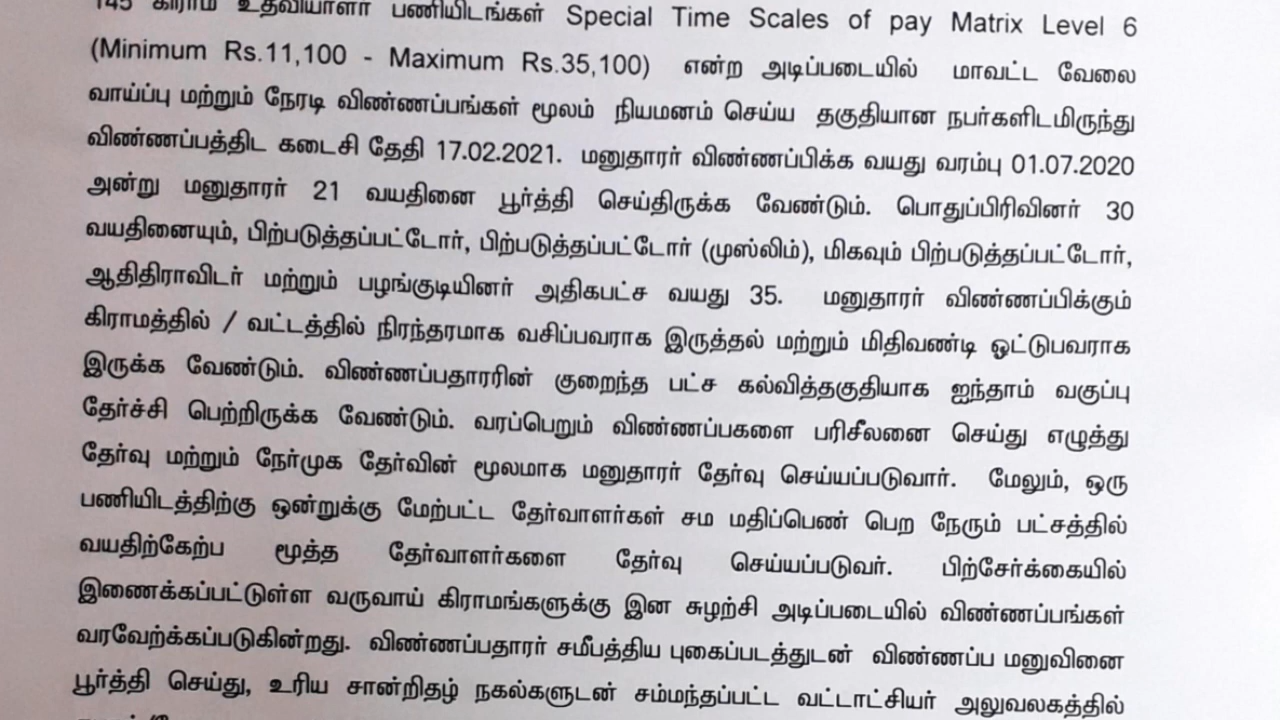 145 கிராம உதவியாளர் பணியிடங்கள் Special Time Scales of pay Matrix Level 6
(Minimum Rs.11,100 - Maximum Rs.35,100) என்ற அடிப்படையில் மாவட்ட வேலை
வாய்ப்பு மற்றும் நேரடி விண்ணப்பங்கள் மூலம் நியமனம் செய்ய தகுதியான நபர்களிடமிருந்து
விண்ணப்பத்திட கடைசி தேதி 17.02.2021. மனுதாரர் விண்ணப்பிக்க வயது வரம்பு 01.07.2020
அன்று மனுதாரர் 21 வயதினை பூர்த்தி செய்திருக்க வேண்டும். பொதுப்பிரிவினர் 30
வயதினையும், பிற்படுத்தப்பட்டோர், பிற்படுத்தப்பட்டோர் (முஸ்லிம்), மிகவும் பிற்படுத்தப்பட்டோர்,
ஆதிதிராவிடர் மற்றும் பழங்குடியினர் அதிகபட்ச வயது 35. மனுதாரர் விண்ணப்பிக்கும்
கிராமத்தில் / வட்டத்தில் நிரந்தரமாக வசிப்பவராக இருத்தல் மற்றும் மிதிவண்டி ஓட்டுபவராக
இருக்க வேண்டும். விண்ணப்பதாரரின் குறைந்த பட்ச கல்வித்தகுதியாக ஐந்தாம் வகுப்பு
தேர்ச்சி பெற்றிருக்க வேண்டும். வரப்பெறும் விண்ணப்பகளை பரிசீலனை செய்து எழுத்து
தேர்வு மற்றும் நேர்முக தேர்வின் மூலமாக மனுதாரர் தேர்வு செய்யப்படுவார். மேலும், ஒரு
பணியிடத்திற்கு ஒன்றுக்கு மேற்பட்ட தேர்வாளர்கள் சம மதிப்பெண் பெற நேரும் பட்சத்தில்
வயதிற்கேற்ப மூத்த தேர்வாளர்களை தேர்வு செய்யப்படுவர். பிற்சேர்க்கையில்
இணைக்கப்பட்டுள்ள வருவாய் கிராமங்களுக்கு இன சுழற்சி அடிப்படையில் விண்ணப்பங்கள்
வரவேற்க்கப்படுகின்றது. விண்ணப்பதாரர் சமீபத்திய புகைப்படத்துடன் விண்ணப்ப மனுவினை
பூர்த்தி செய்து, உரிய சான்றிதழ் நகல்களுடன் சம்மந்தப்பட்ட வட்டாட்சியர் அலுவலகத்தில்